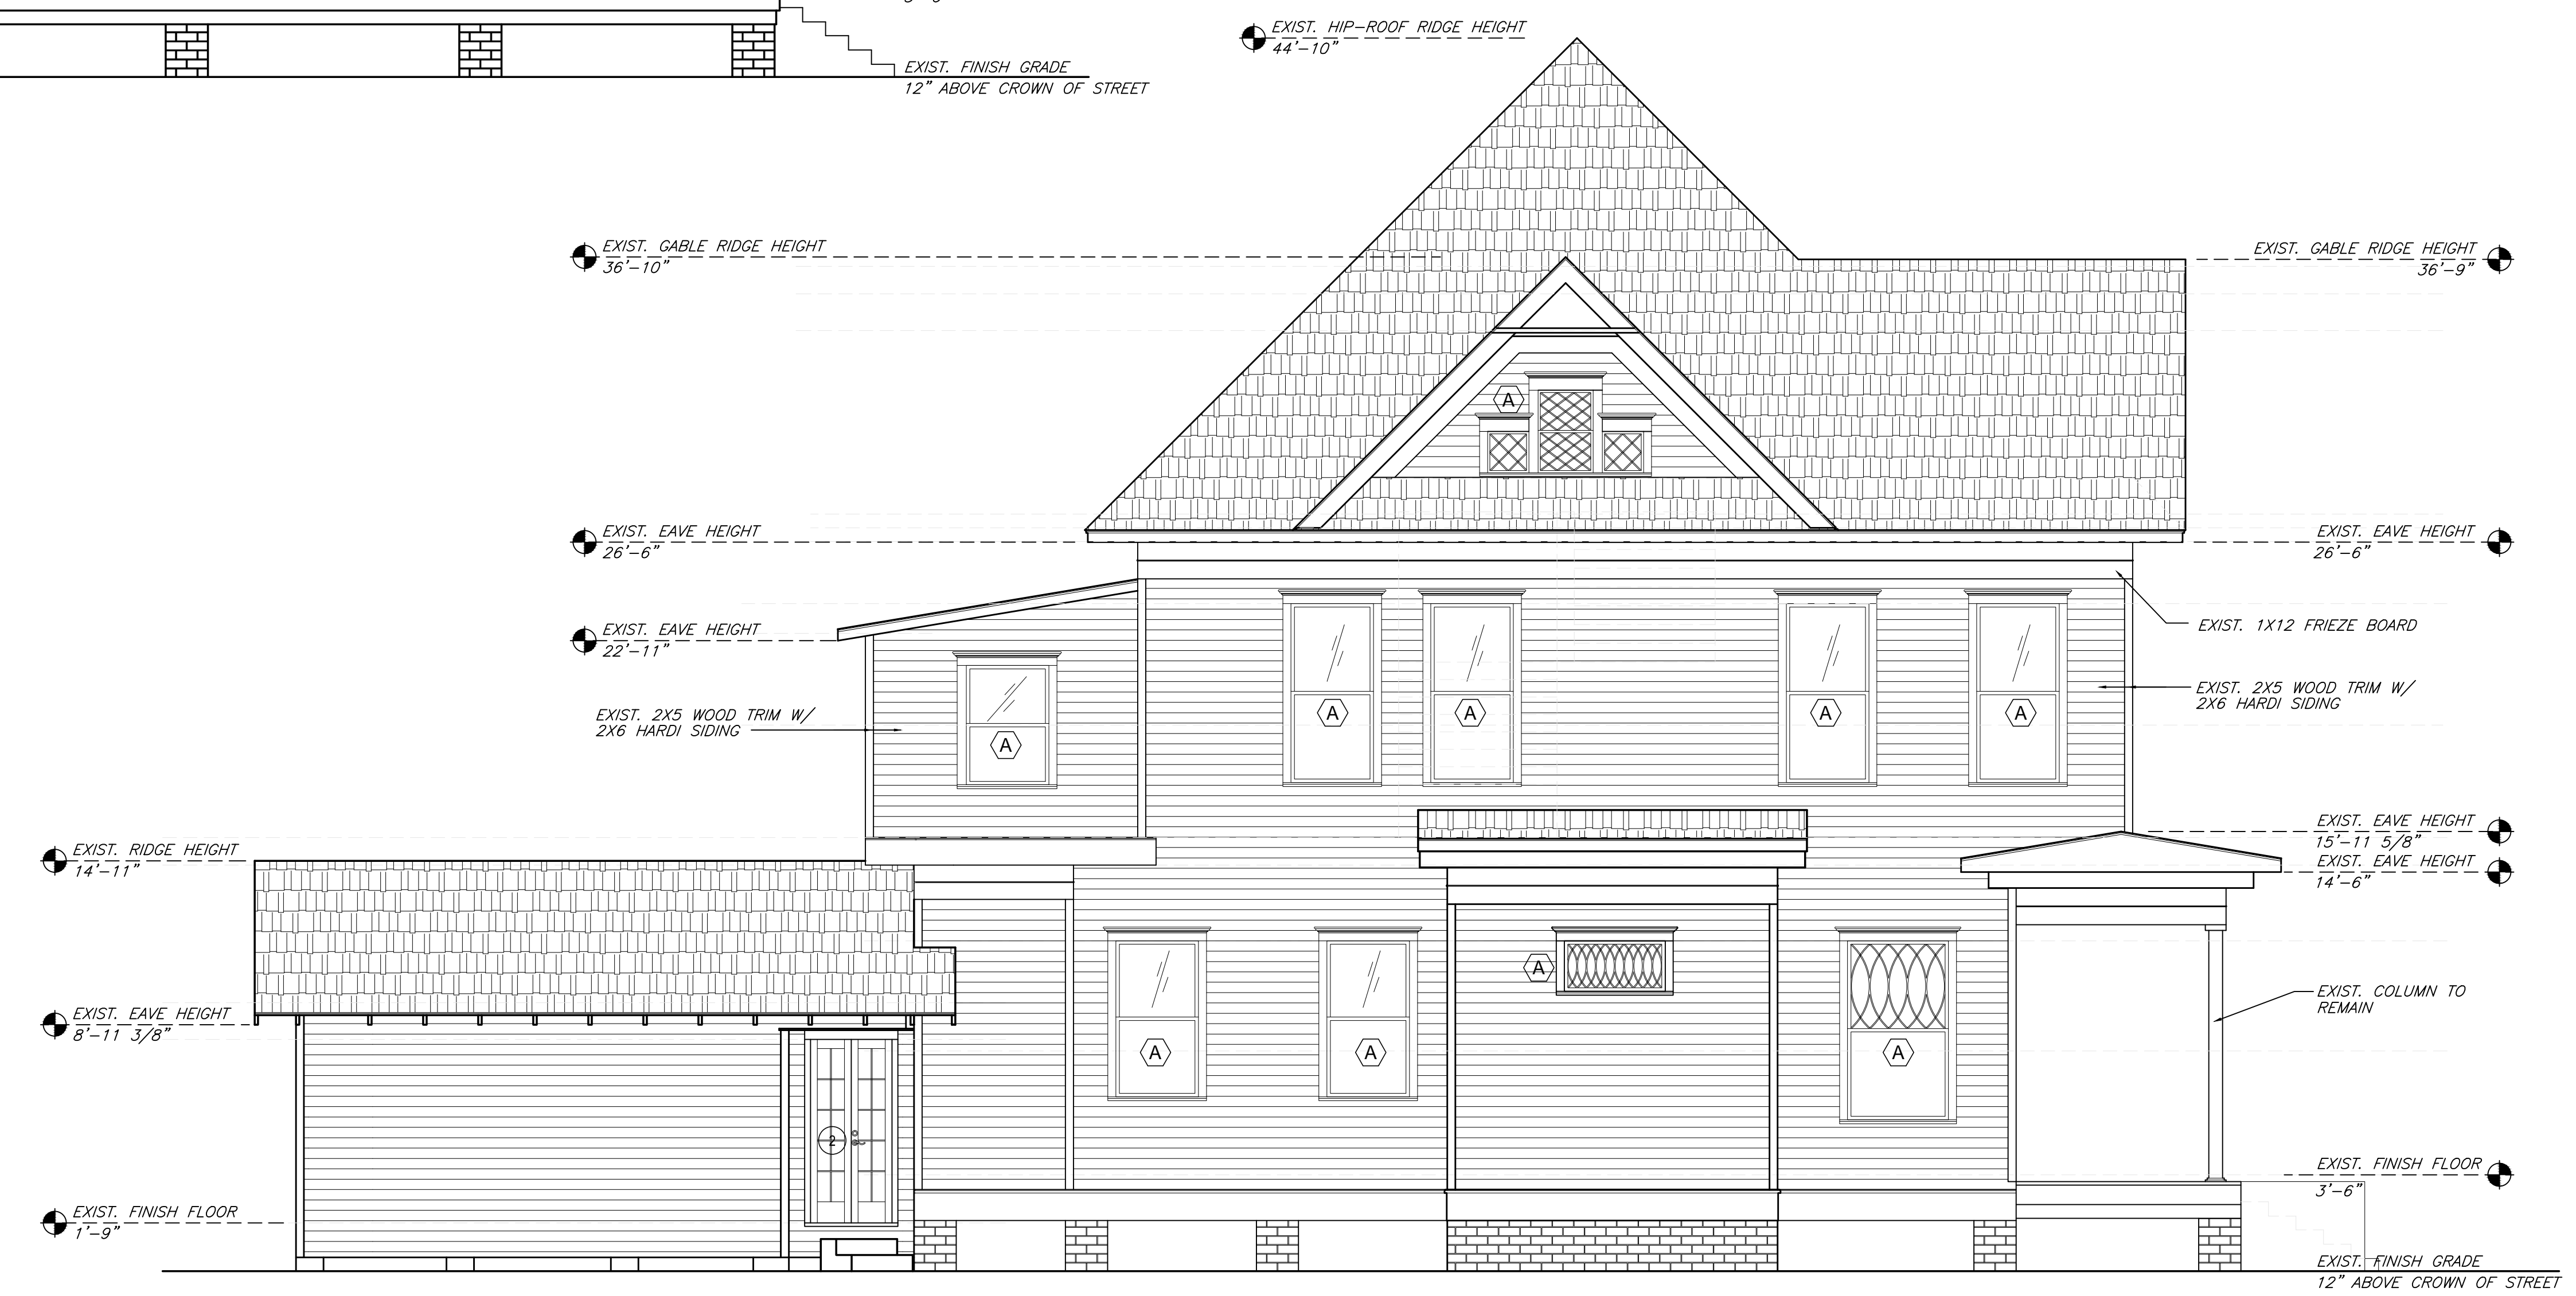 EXIST. HIP-ROOF RIDGE HEIGHT
44'-10"
EXIST. FINISH GRADE
12" ABOVE CROWN OF STREET
EXIST. GABLE RIDGE HEIGHT
36'-10"
EXIST. GABLE RIDGE HEIGHT
36'-9"
A
EXIST. EAVE HEIGHT
26'-6"
EXIST. EAVE HEIGHT
26'-6"
EXIST. EAVE HEIGHT
22'-11"
EXIST. 1X12 FRIEZE BOARD
EXIST. 2X5 WOOD TRIM W/
2X6 HARDI SIDING
EXIST. 2X5 WOOD TRIM W/
2X6 HARDI SIDING
A
A
A
A
A
EXIST. EAVE HEIGHT
15'-11 5/8"
EXIST. RIDGE HEIGHT
14'-11"
EXIST. EAVE HEIGHT
14'-6"
A
EXIST. COLUMN TO
REMAIN
EXIST. EAVE HEIGHT
8'-11 3/8"
A
A
A
2
EXIST. FINISH FLOOR
3'-6"
EXIST. FINISH FLOOR
1'-9"
EXIST. FINISH GRADE
12" ABOVE CROWN OF STREET